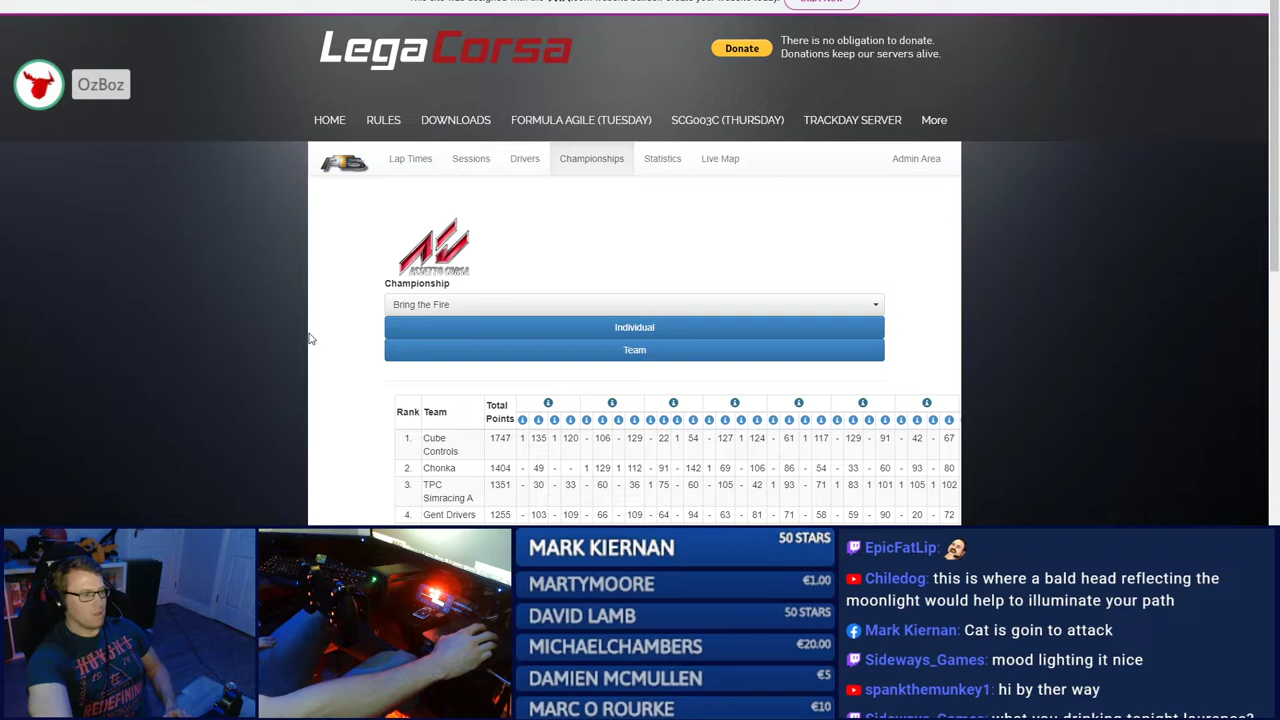 LegaCorsa
Donate
There is no obligation to donate.
Donations keep our servers alive.
OzBoz
HOME RULES DOWNLOADS FORMULA AGILE (TUESDAY) SCG003C (THURSDAY) TRACKDAY SERVER More
Lap Times Sessions Drivers Championships Statistics Live Map Admin Area
ASSETTO CORSA
Championship
Bring the Fire
Individual
Team
Rank Team Total Points
1. Cube Controls 1747 1 135 1 120 - 106 - 129 - 22 1 54 - 127 1 124 - 61 1 117 - 129 - 91 - 42 - 67
2. Chonka 1404 - 49 - - 1 129 1 112 - 91 - 142 1 69 - 106 - 86 - 54 - 33 - 60 - 93 - 80
3. TPC Simracing A 1351 - 30 - 33 - 60 - 36 1 75 - 60 - 105 - 42 1 93 - 71 1 83 1 101 1 105 1 102
4. Gent Drivers 1255 - 103 - 109 - 66 - 109 - 64 - 94 - 63 - 81 - 71 - 58 - 59 - 90 - 20 - 72
MARK KIERNAN 50 STARS
MARTYMOORE €1.00
DAVID LAMB 50 STARS
MICHAELCHAMBERS €20.00
DAMIEN MCMULLEN €5
MARC O ROURKE €10
EpicFatLip:
Chiledog: this is where a bald head reflecting the
moonlight would help to illuminate your path
Mark Kiernan: Cat is goin to attack
Sideways_Games: mood lighting it nice
spankthemunkey1: hi by ther way
Sideways_Games: what you drinking tonight laurence?